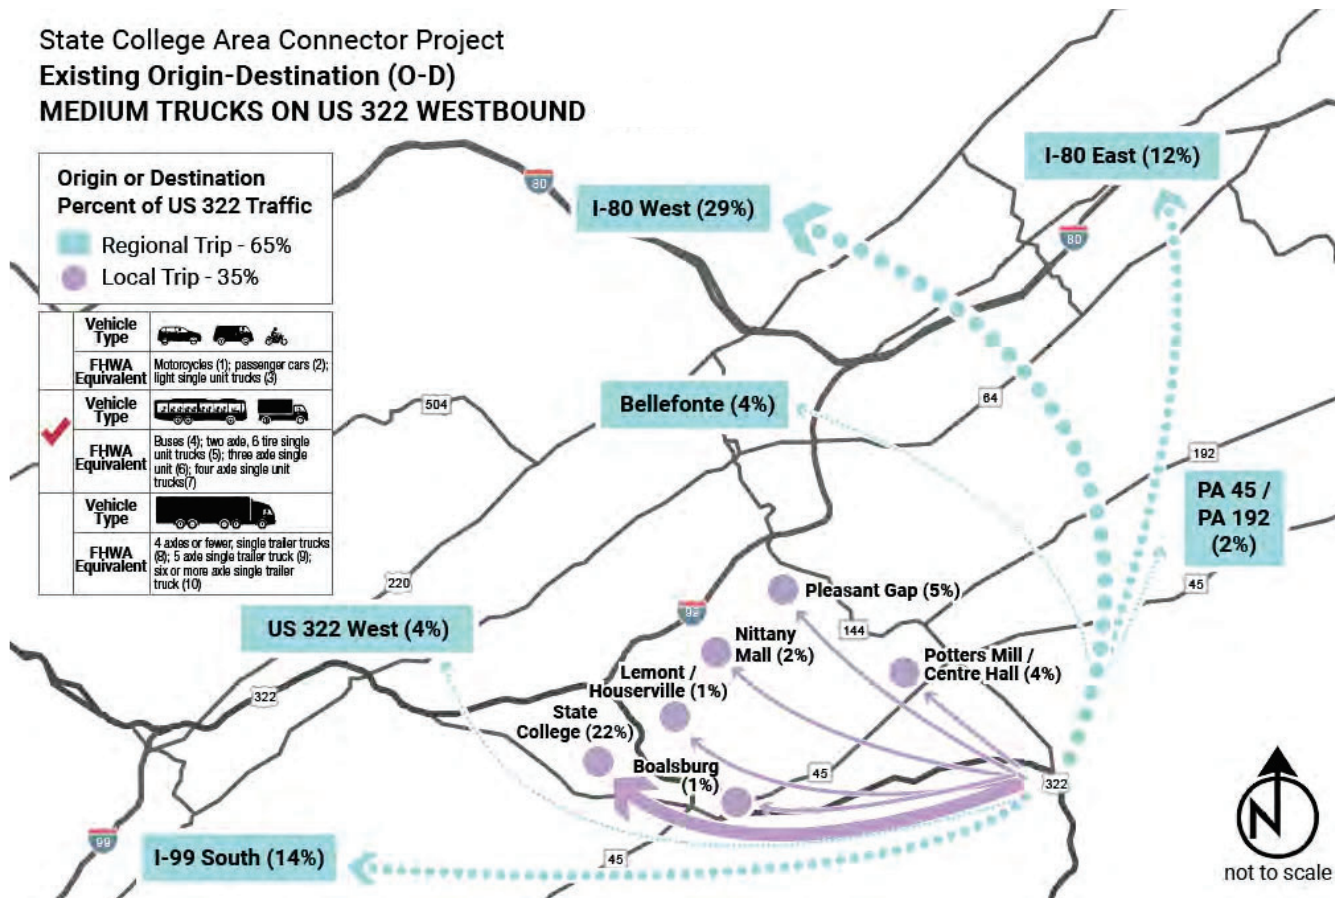 State College Area Connector Project
Existing Origin-Destination (O-D)
MEDIUM TRUCKS ON US 322 WESTBOUND
Origin or Destination
Percent of US 322 Traffic
Regional Trip - 65%
Local Trip - 35%
Vehicle
Type
FHWA
Equivalent
Motorcycles (1); passenger cars (2);
light single unit trucks (3)
Vehicle
Type
FHWA
Equivalent
Buses (4); two axle, 6 tire single
unit trucks (5); three axle single
unit (6); four axle single unit
trucks(7)
Vehicle
Type
FHWA
Equivalent
4 axles or fewer, single trailer trucks
(8); 5 axle single trailer truck (9);
six or more axle single trailer
truck (10)
80
I-80 West (29%)
I-80 East (12%)
80
Bellefonte (4%)
504
64
192
PA 45 /
PA 192
(2%)
220
45
US 322 West (4%)
99
Pleasant Gap (5%)
144
Nittany
Mall (2%)
Potters Mill /
Centre Hall (4%)
Lemont /
Houserville (1%)
322
State
College (22%)
Boalsburg
(1%)
45
322
99
I-99 South (14%)
45
N
not to scale